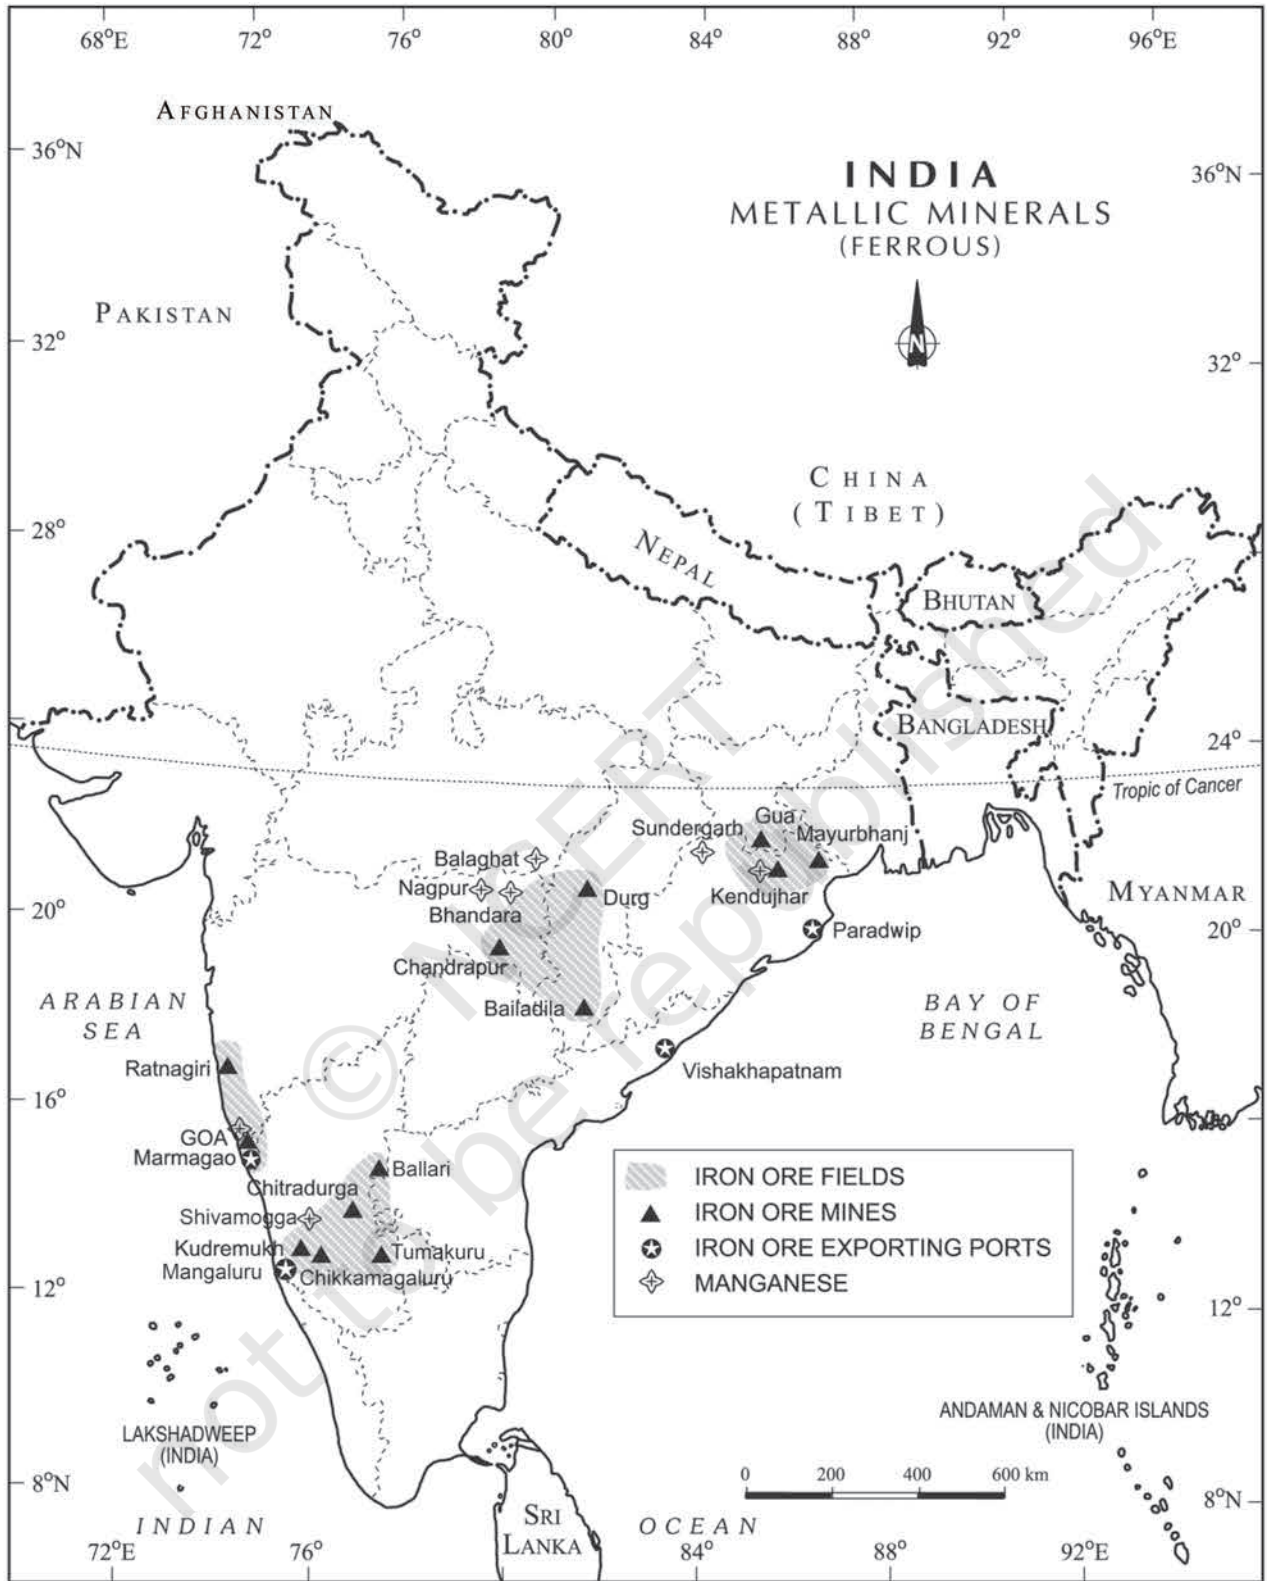 68°E 72° 76° 80° 84° 88° 92° 96°E
AFGHANISTAN
36°N
INDIA
METALLIC MINERALS
(FERROUS)
36°N
N
PAKISTAN
32°
32°
CHINA
(TIBET)
28°
NEPAL
BHUTAN
BANGLADESH
24°
Tropic of Cancer
Gua
Sundergarh
Mayurbhanj
Balaghat
Nagpur
Bhandara
Durg
Kendujhar
MYANMAR
20°
20°
Paradwip
Chandrapur
Bailadila
ARABIAN
SEA
BAY OF
BENGAL
Ratnagiri
Vishakhapatnam
16°
GOA
Marmagao
Ballari
Chitradurga
Shivamogga
Kudremukh
Tumakuru
Mangaluru
Chikkamagaluru
IRON ORE FIELDS
IRON ORE MINES
IRON ORE EXPORTING PORTS
MANGANESE
12°
12°
LAKSHADWEEP
(INDIA)
ANDAMAN & NICOBAR ISLANDS
(INDIA)
0 200 400 600 km
8°N
8°N
SRI
LANKA
INDIAN OCEAN
72°E 76° 84° 88° 92°E
© NCERT
not to be republished